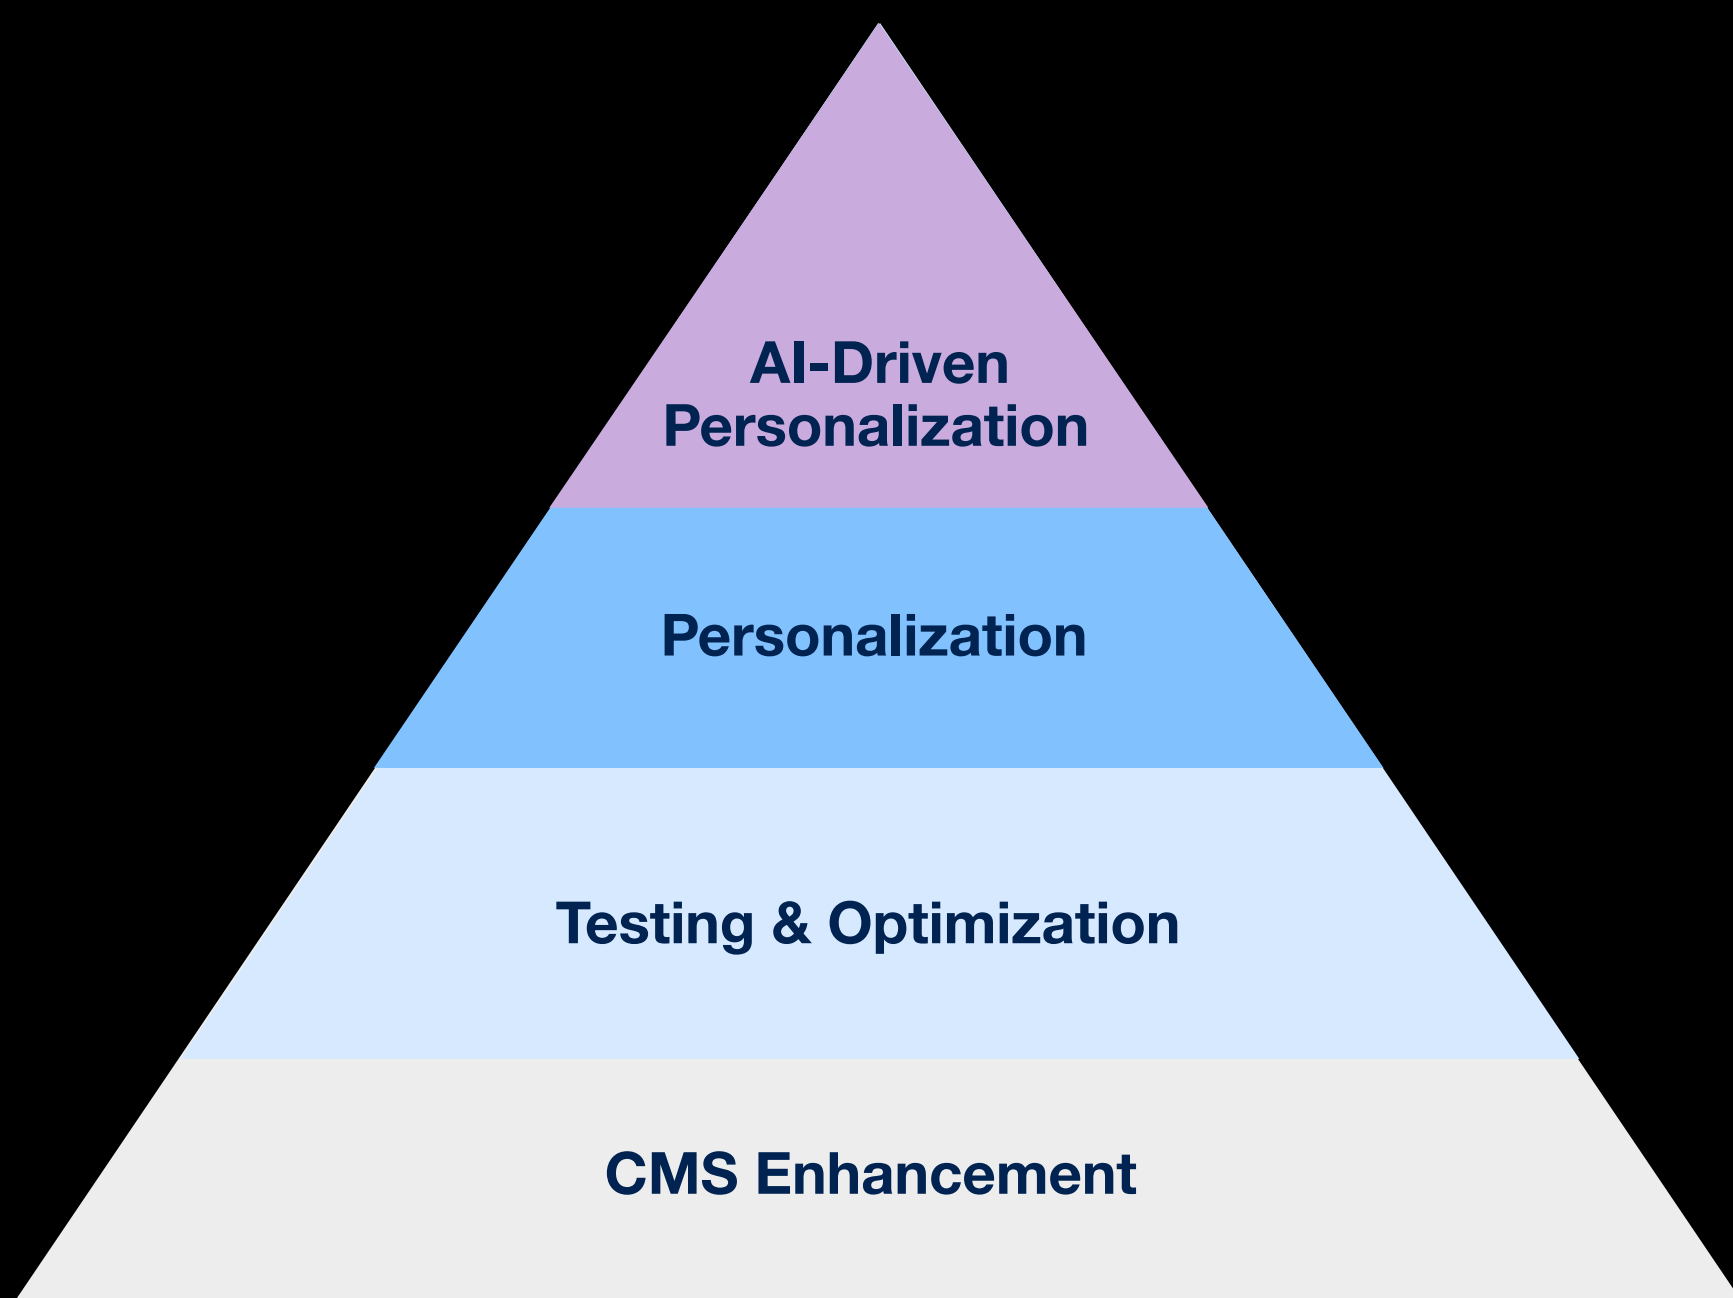 AI-Driven
Personalization
Personalization
Testing & Optimization
CMS Enhancement